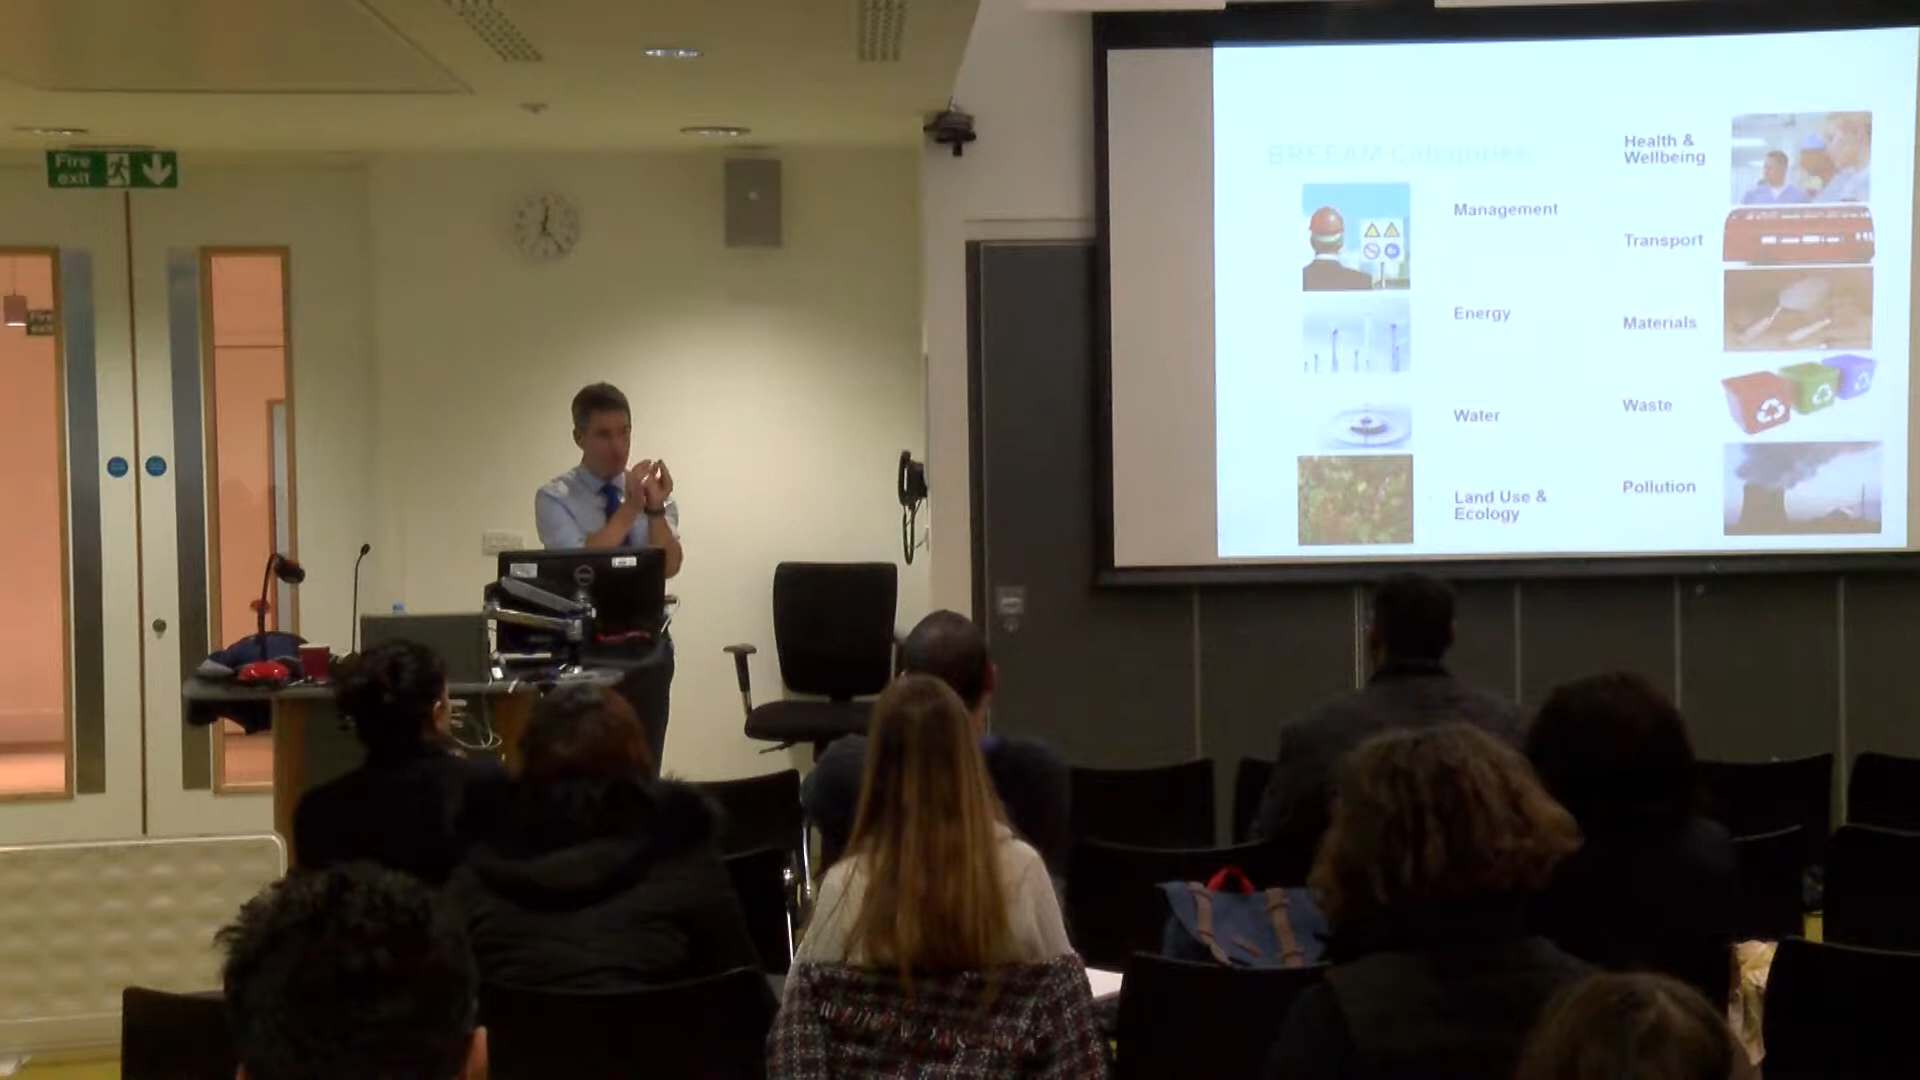 Fire
exit
BREEAM Categories
Management
Energy
Water
Land Use &
Ecology
Health &
Wellbeing
Transport
Materials
Waste
Pollution